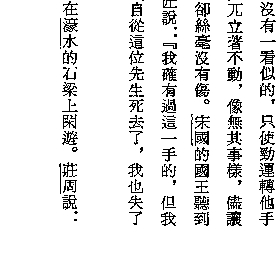 沒有一看似的，只使勁運轉他手
兀立著不動，像無其事樣，儘讓
卻絲毫沒有傷。宋國的國王聽到
匠說：『我確有過這一手的，但我
自從這位先生死去了，我也失了
在濠水的石梁上閑遊。莊周說：